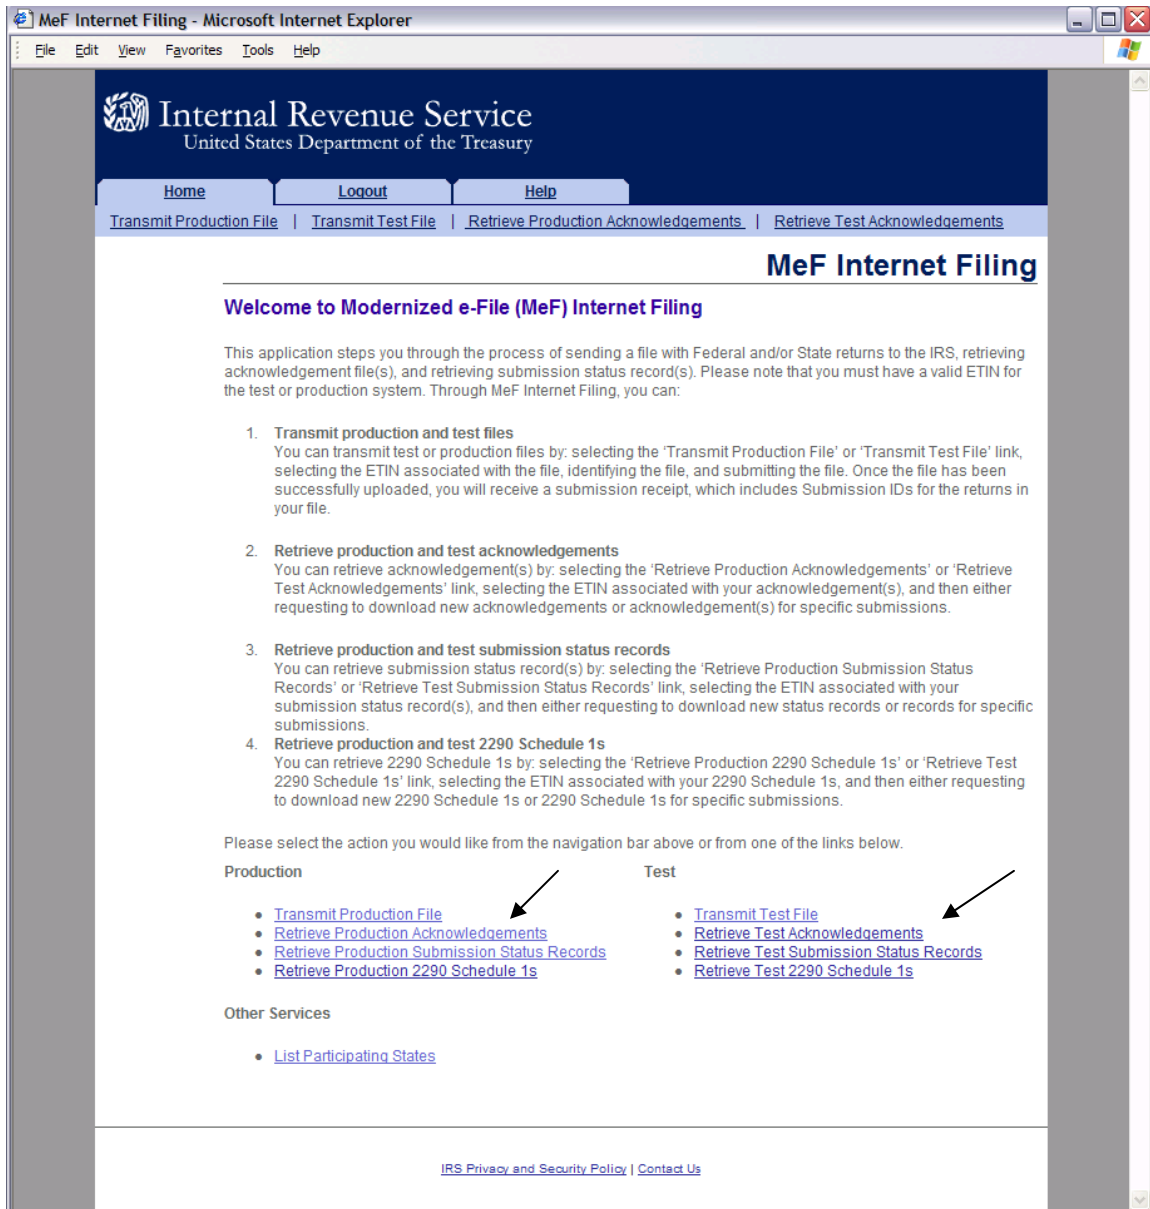 MeF Internet Filing - Microsoft Internet Explorer
File Edit View Favorites Tools Help
Internal Revenue Service
United States Department of the Treasury
Home Logout Help
Transmit Production File | Transmit Test File | Retrieve Production Acknowledgements | Retrieve Test Acknowledgements
MeF Internet Filing
Welcome to Modernized e-File (MeF) Internet Filing
This application steps you through the process of sending a file with Federal and/or State returns to the IRS, retrieving
acknowledgement file(s), and retrieving submission status record(s). Please note that you must have a valid ETIN for
the test or production system. Through MeF Internet Filing, you can:
1. Transmit production and test files
You can transmit test or production files by: selecting the 'Transmit Production File' or 'Transmit Test File' link,
selecting the ETIN associated with the file, identifying the file, and submitting the file. Once the file has been
successfully uploaded, you will receive a submission receipt, which includes Submission IDs for the returns in
your file.
2. Retrieve production and test acknowledgements
You can retrieve acknowledgement(s) by: selecting the 'Retrieve Production Acknowledgements' or 'Retrieve
Test Acknowledgements' link, selecting the ETIN associated with your acknowledgement(s), and then either
requesting to download new acknowledgements or acknowledgement(s) for specific submissions.
3. Retrieve production and test submission status records
You can retrieve submission status record(s) by: selecting the 'Retrieve Production Submission Status
Records' or 'Retrieve Test Submission Status Records' link, selecting the ETIN associated with your
submission status record(s), and then either requesting to download new status records or records for specific
submissions.
4. Retrieve production and test 2290 Schedule 1s
You can retrieve 2290 Schedule 1s by: selecting the 'Retrieve Production 2290 Schedule 1s' or 'Retrieve Test
2290 Schedule 1s' link, selecting the ETIN associated with your 2290 Schedule 1s, and then either requesting
to download new 2290 Schedule 1s or 2290 Schedule 1s for specific submissions.
Please select the action you would like from the navigation bar above or from one of the links below.
Production
• Transmit Production File
• Retrieve Production Acknowledgements
• Retrieve Production Submission Status Records
• Retrieve Production 2290 Schedule 1s
Test
• Transmit Test File
• Retrieve Test Acknowledgements
• Retrieve Test Submission Status Records
• Retrieve Test 2290 Schedule 1s
Other Services
• List Participating States
IRS Privacy and Security Policy | Contact Us